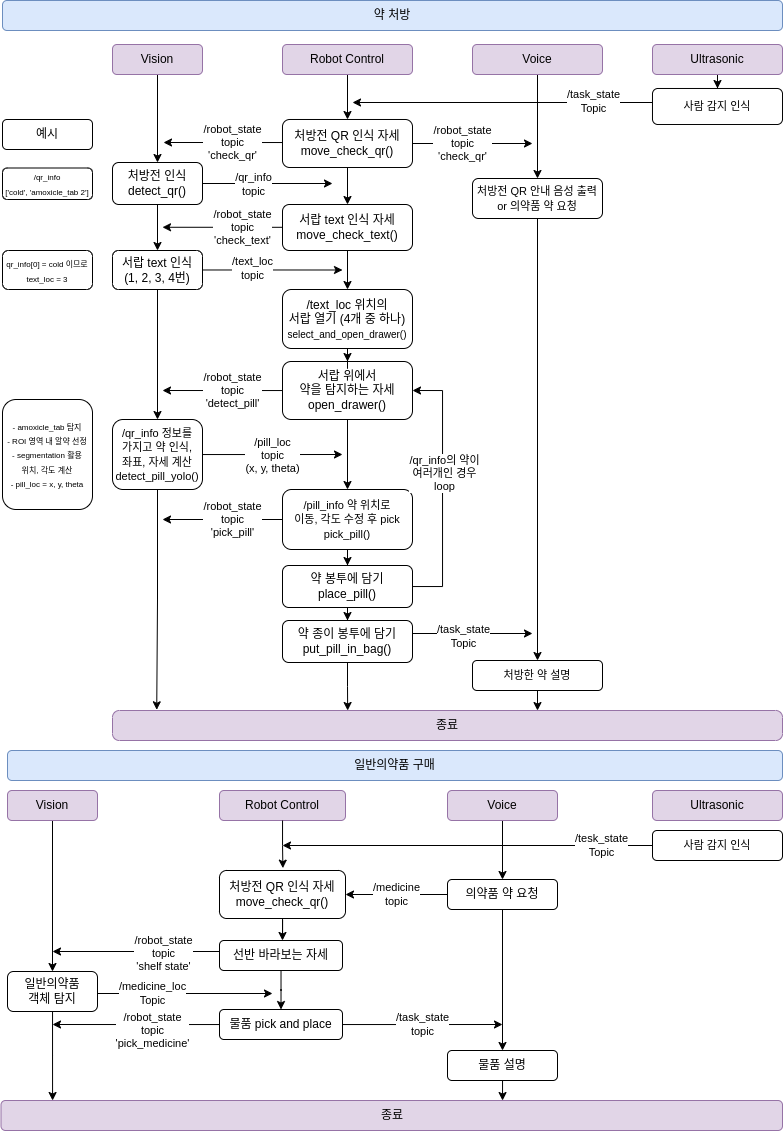 약 처방
Vision
Robot Control
Voice
Ultrasonic
/task_state
Topic
사람 감지 인식
예시
/robot_state
topic
'check_qr'
처방전 QR 인식 자세
move_check_qr()
/robot_state
topic
'check_qr'
/qr_info
['cold', 'amoxicle_tab 2']
처방전 인식
detect_qr()
/qr_info
topic
처방전 QR 안내 음성 출력
or 의약품 약 요청
/robot_state
topic
'check_text'
서랍 text 인식 자세
move_check_text()
qr_info[0] = cold 이므로
text_loc = 3
서랍 text 인식
(1, 2, 3, 4번)
/text_loc
topic
/text_loc 위치의
서랍 열기 (4개 중 하나)
select_and_open_drawer()
/robot_state
topic
'detect_pill'
서랍 위에서
약을 탐지하는 자세
open_drawer()
- amoxicle_tab 탐지
- ROI 영역 내 알약 선정
- segmentation 활용
위치, 각도 계산
- pill_loc = x, y, theta
/qr_info 정보를
가지고 약 인식,
좌표, 자세 계산
detect_pill_yolo()
/pill_loc
topic
(x, y, theta)
/qr_info의 약이
여러개인 경우
loop
/robot_state
topic
'pick_pill'
/pill_info 약 위치로
이동, 각도 수정 후 pick
pick_pill()
약 봉투에 담기
place_pill()
약 종이 봉투에 담기
put_pill_in_bag()
/task_state
Topic
처방한 약 설명
종료
일반의약품 구매
Vision
Robot Control
Voice
Ultrasonic
/tesk_state
Topic
사람 감지 인식
처방전 QR 인식 자세
move_check_qr()
/medicine
topic
의약품 약 요청
/robot_state
topic
'shelf state'
선반 바라보는 자세
일반의약품
객체 탐지
/medicine_loc
Topic
/robot_state
topic
'pick_medicine'
물품 pick and place
/task_state
topic
물품 설명
종료